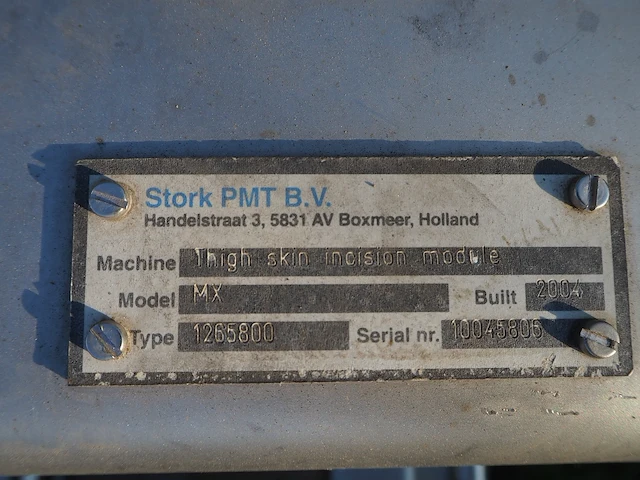 Stork PMT B.V.
Handelstraat 3, 5831 AV Boxmeer, Holland
Machine Thigh skin incision module
Model MX Built 2004
Type 1265800 Serial nr. 10045805